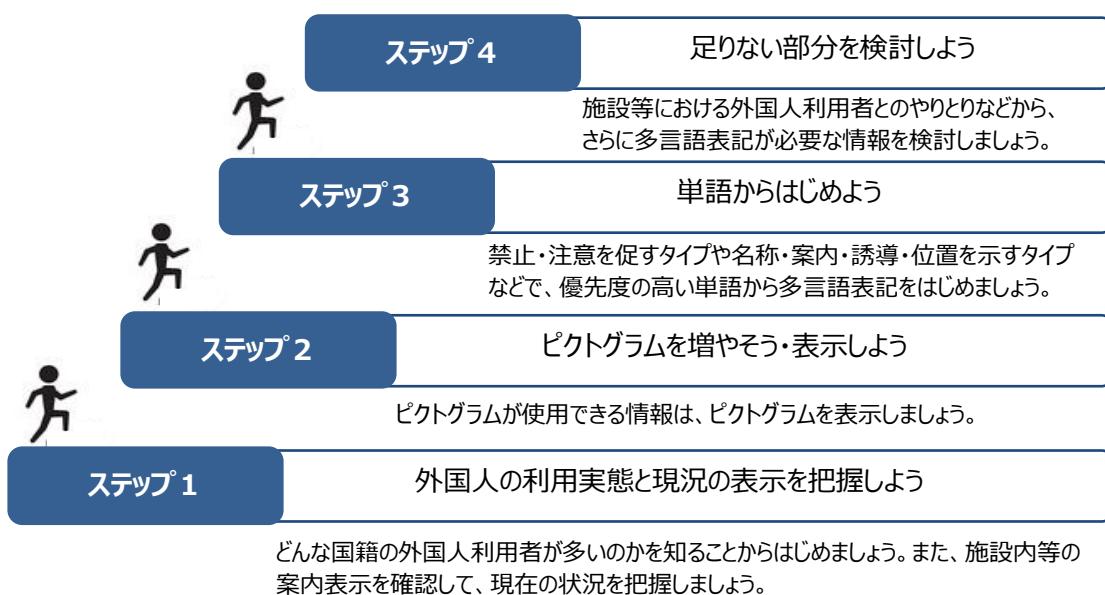 ステップ４
足りない部分を検討しよう
施設等における外国人利用者とのやりとりなどから、
さらに多言語表記が必要な情報を検討しましょう。
ステップ３
単語からはじめよう
禁止・注意を促すタイプや名称・案内・誘導・位置を示すタイプ
などで、優先度の高い単語から多言語表記をはじめましょう。
ステップ２
ピクトグラムを増やそう・表示しよう
ピクトグラムが使用できる情報は、ピクトグラムを表示しましょう。
ステップ１
外国人の利用実態と現況の表示を把握しよう
どんな国籍の外国人利用者が多いのかを知ることからはじめましょう。また、施設内等の
案内表示を確認して、現在の状況を把握しましょう。